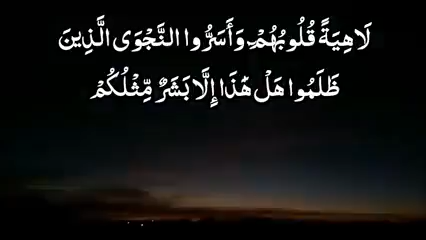 لَاهِيَةً قُلُوبُهُمْ وَأَسَرُّوا النَّجْوَى الَّذِينَ
ظَلَمُوا هَلْ هَٰذَا إِلَّا بَشَرٌ مِّثْلُكُمْ